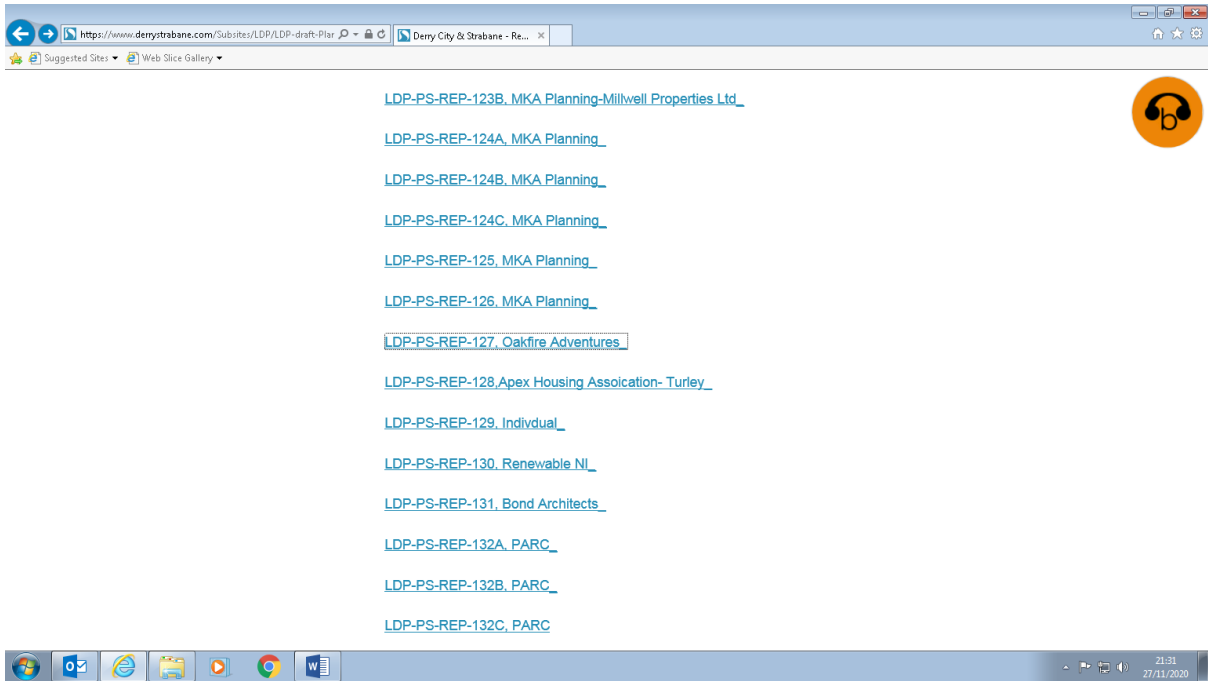 https://www.derrystrabane.com/Subsites/LDP/LDP-draft-Plar
Derry City & Strabane - Re...
Suggested Sites
Web Slice Gallery
LDP-PS-REP-123B, MKA Planning-Millwell Properties Ltd_
LDP-PS-REP-124A, MKA Planning_
LDP-PS-REP-124B, MKA Planning_
LDP-PS-REP-124C, MKA Planning_
LDP-PS-REP-125, MKA Planning_
LDP-PS-REP-126, MKA Planning_
LDP-PS-REP-127, Oakfire Adventures_
LDP-PS-REP-128,Apex Housing Assoication- Turley_
LDP-PS-REP-129, Indivdual_
LDP-PS-REP-130, Renewable NI_
LDP-PS-REP-131, Bond Architects_
LDP-PS-REP-132A, PARC_
LDP-PS-REP-132B, PARC_
LDP-PS-REP-132C, PARC
b
21:31
27/11/2020